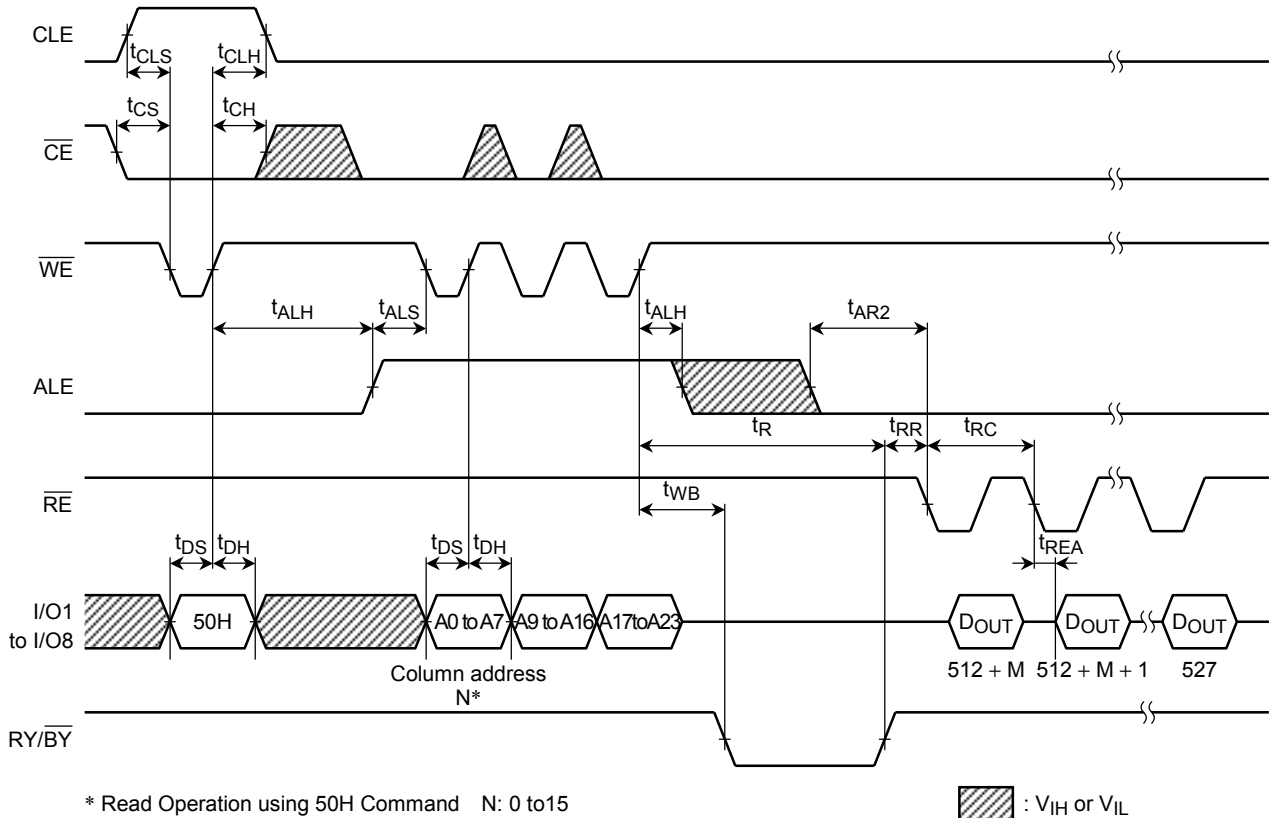 CLE
tCLS
tCLH
tCS
tCH
CE
WE
tALH
tALS
tALH
tAR2
ALE
tR
tRR
tRC
RE
tWB
tDS
tDH
tDS
tDH
tREA
I/O1
to I/O8
50H
A0 to A7
A9 to A16
A17toA23
DOUT
DOUT
DOUT
Column address
N*
512 + M
512 + M + 1
527
RY/BY
* Read Operation using 50H Command N: 0 to15
: VIH or VIL